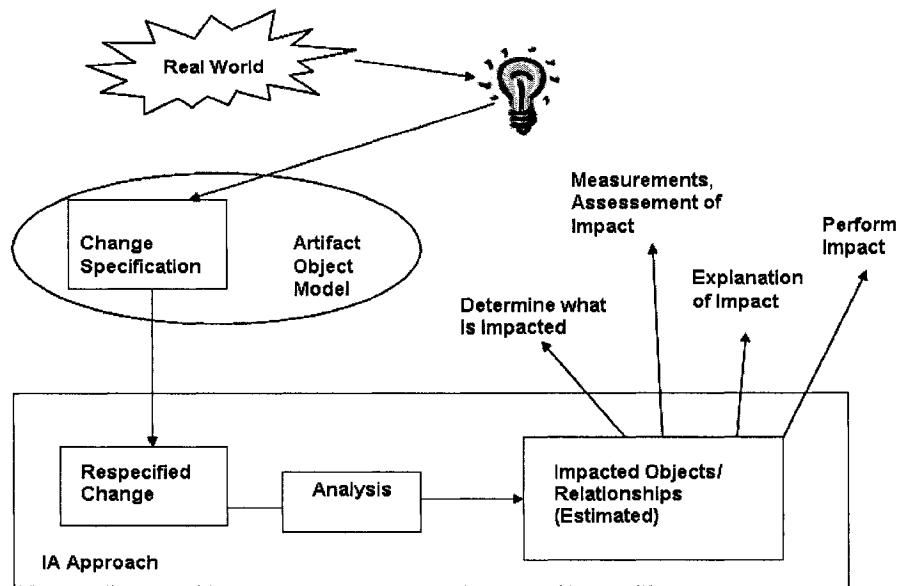 Real World
Measurements,
Assessement of
Impact
Perform
Impact
Change
Specification
Artifact
Object
Model
Explanation
of Impact
Determine what
Is Impacted
Respecified
Change
Analysis
Impacted Objects/
Relationships
(Estimated)
IA Approach